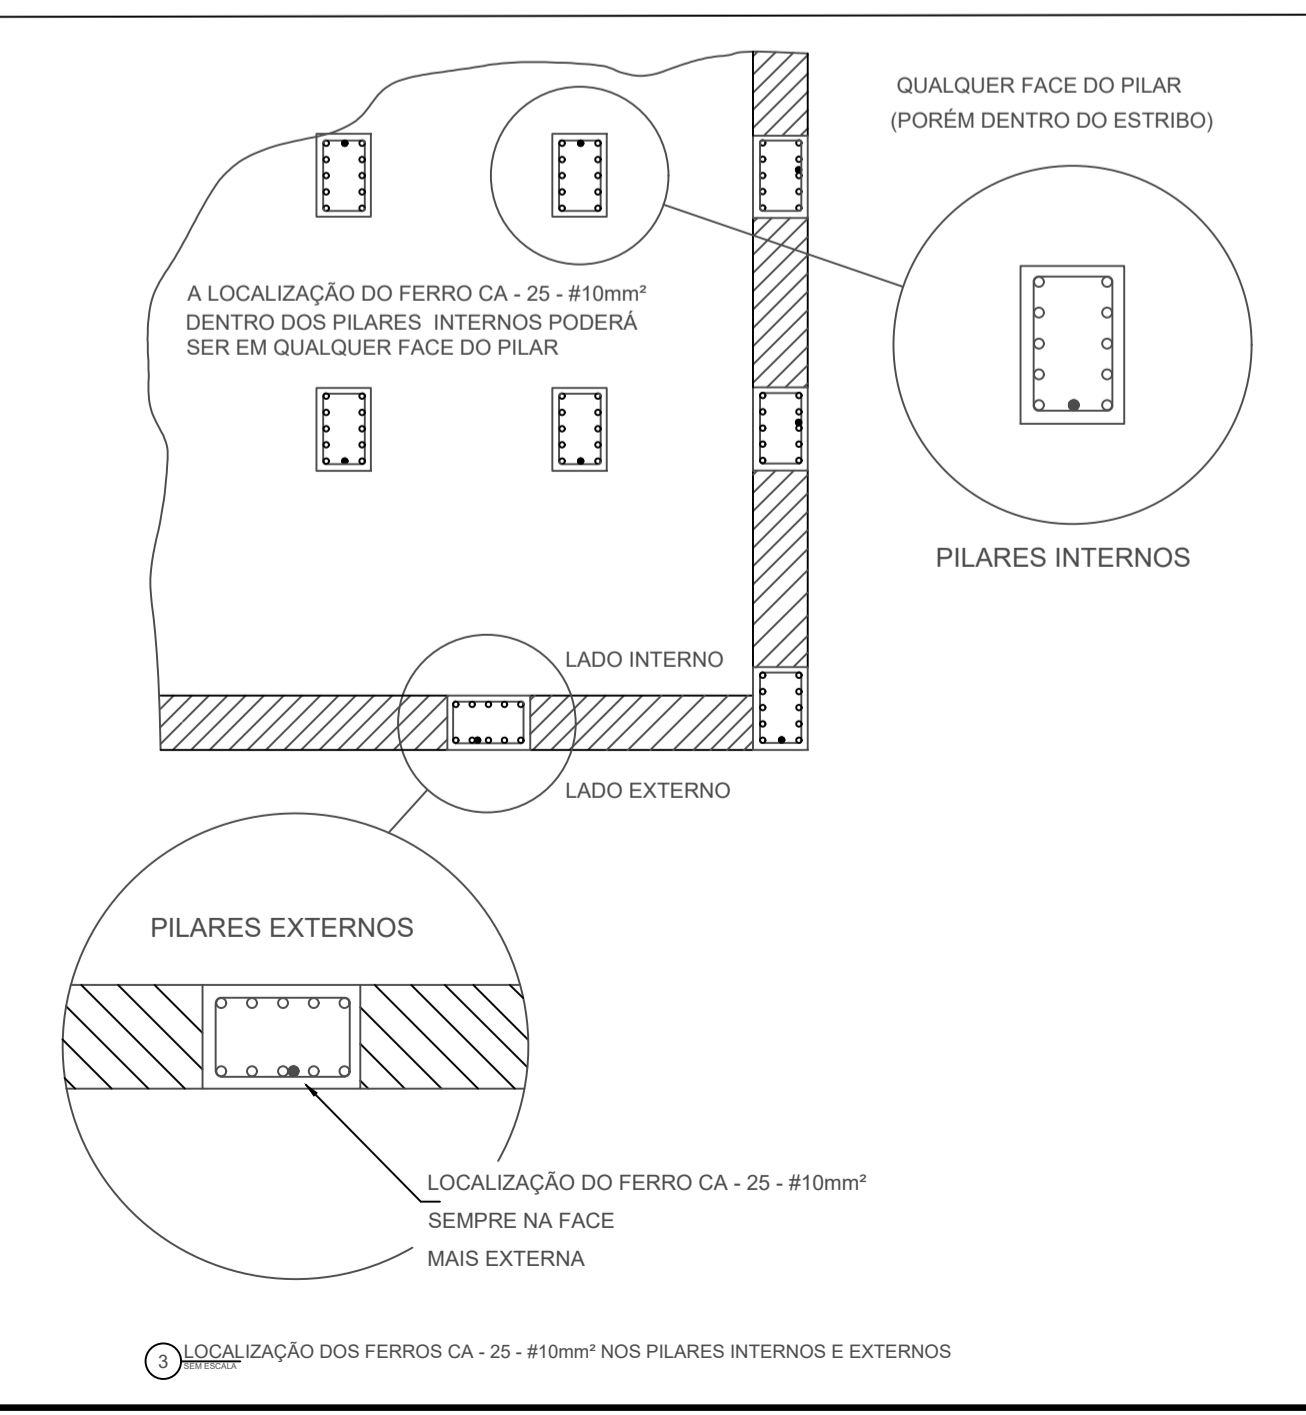 QUALQUER FACE DO PILAR
(PORÉM DENTRO DO ESTRIBO)
A LOCALIZAÇÃO DO FERRO CA - 25 - #10mm²
DENTRO DOS PILARES INTERNOS PODERÁ
SER EM QUALQUER FACE DO PILAR
PILARES INTERNOS
LADO INTERNO
LADO EXTERNO
PILARES EXTERNOS
LOCALIZAÇÃO DO FERRO CA - 25 - #10mm²
SEMPRE NA FACE
MAIS EXTERNA
3 LOCALIZAÇÃO DOS FERROS CA - 25 - #10mm² NOS PILARES INTERNOS E EXTERNOS
SEM ESCALA